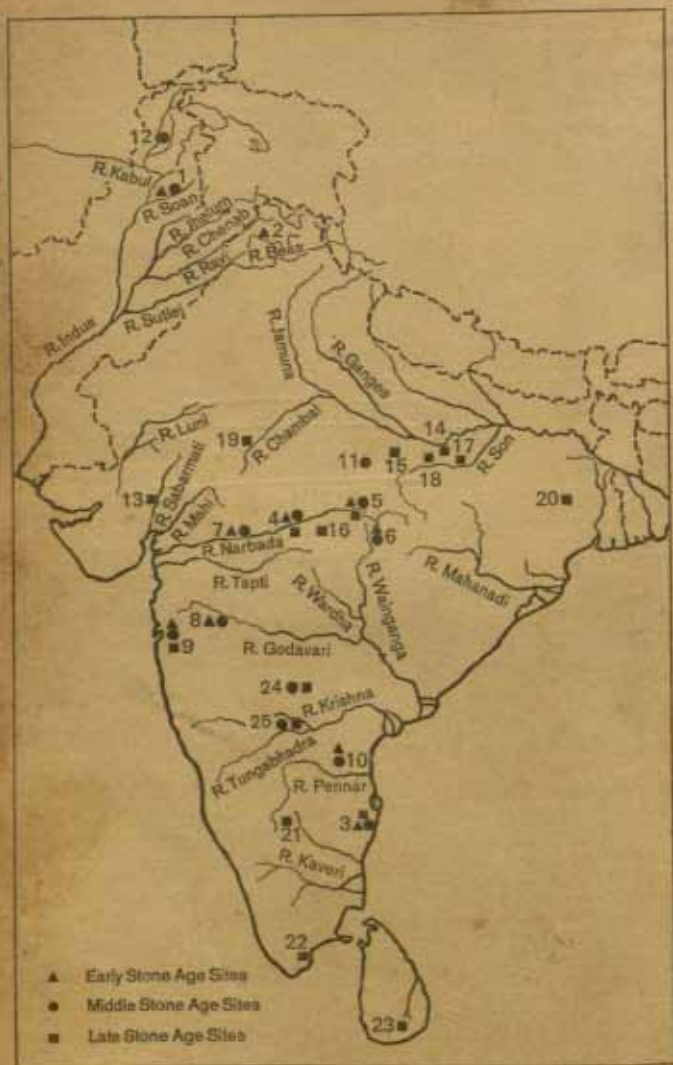 12
R. Kabul
1
R. Soan
R. Jhelum
R. Chenab
2
R. Ravi
R. Beas
R. Indus
R. Sutlej
R. Jamuna
R. Ganges
R. Luni
19
R. Chambal
14
11
15
17
18
R. Son
13
R. Sabarmati
R. Mahi
20
4
5
7
16
6
R. Narbada
R. Tapti
R. Wardha
R. Wainganga
R. Mahanadi
8
9
R. Godavari
24
R. Krishna
25
R. Tungabhadra
10
R. Pennar
3
21
R. Kaveri
22
23
Early Stone Age Sites
Middle Stone Age Sites
Late Stone Age Sites